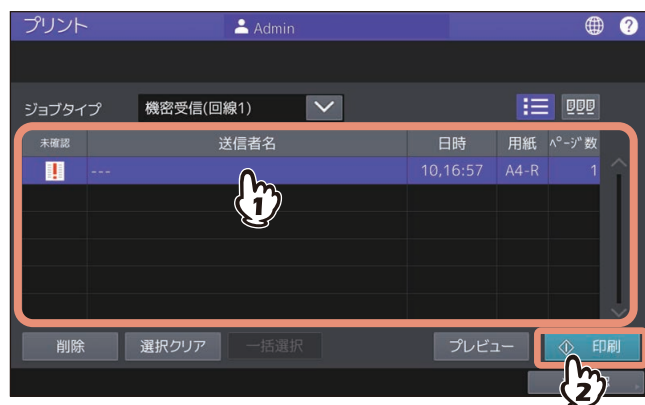 プリント Admin ?
ジョブタイプ 機密受信(回線1)
未確認 送信者名 日時 用紙 ﾍﾟｰｼﾞ数
! --- 10,16:57 A4-R 1
1
削除 選択クリア 一括選択 プレビュー 印刷
2